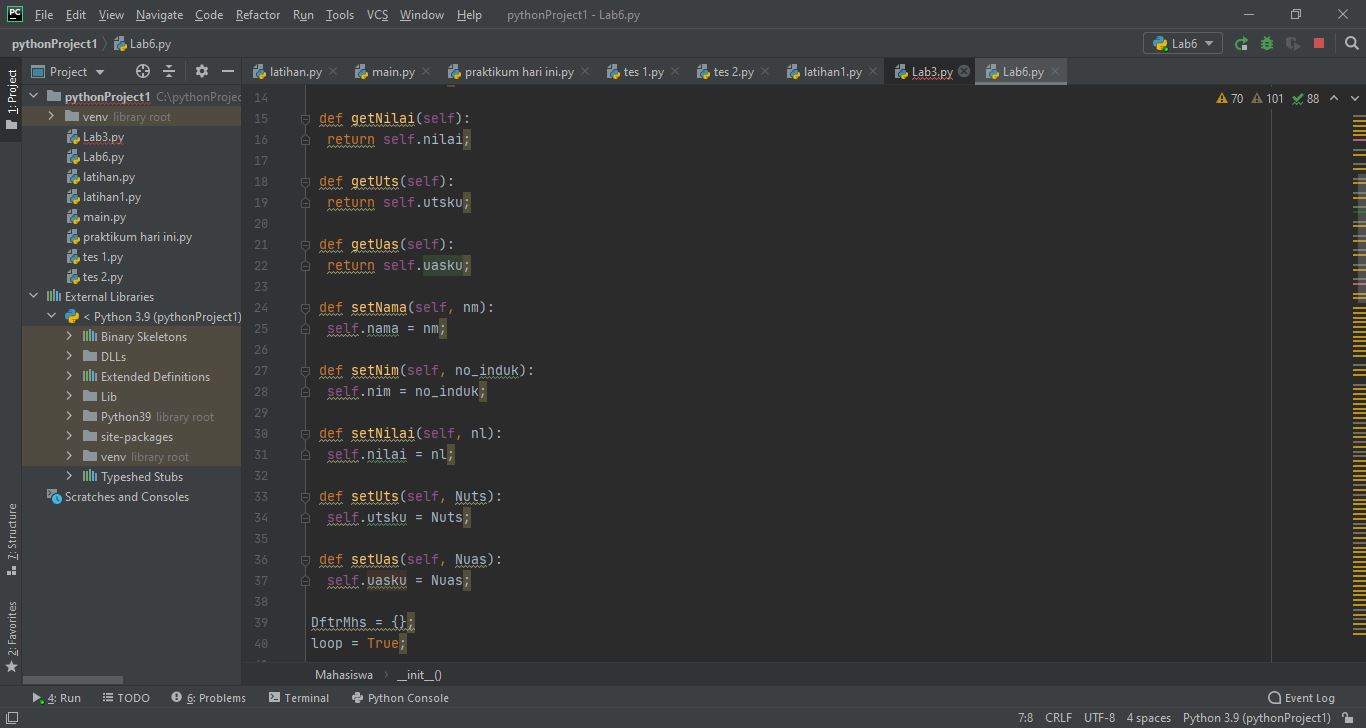 PC File Edit View Navigate Code Refactor Run Tools VCS Window Help pythonProject1 - Lab6.py
pythonProject1 Lab6.py Lab6
1: Project
Project
latihan.py main.py praktikum hari ini.py tes 1.py tes 2.py latihan1.py Lab3.py Lab6.py
pythonProject1 C:\pythonProjec
venv library root
Lab3.py
Lab6.py
latihan.py
latihan1.py
main.py
praktikum hari ini.py
tes 1.py
tes 2.py
External Libraries
< Python 3.9 (pythonProject1)
Binary Skeletons
DLLs
Extended Definitions
Lib
Python39 library root
site-packages
venv library root
Typeshed Stubs
Scratches and Consoles
70 101 88
14
15 def getNilai(self):
16 return self.nilai;
17
18 def getUts(self):
19 return self.utsku;
20
21 def getUas(self):
22 return self.uasku;
23
24 def setNama(self, nm):
25 self.nama = nm;
26
27 def setNim(self, no_induk):
28 self.nim = no_induk;
29
30 def setNilai(self, nl):
31 self.nilai = nl;
32
33 def setUts(self, Nuts):
34 self.utsku = Nuts;
35
36 def setUas(self, Nuas):
37 self.uasku = Nuas;
38
39 DftrMhs = {};
40 loop = True;
Mahasiswa __init__()
7: Structure
2: Favorites
4: Run TODO 6: Problems Terminal Python Console Event Log
7:8 CRLF UTF-8 4 spaces Python 3.9 (pythonProject1)